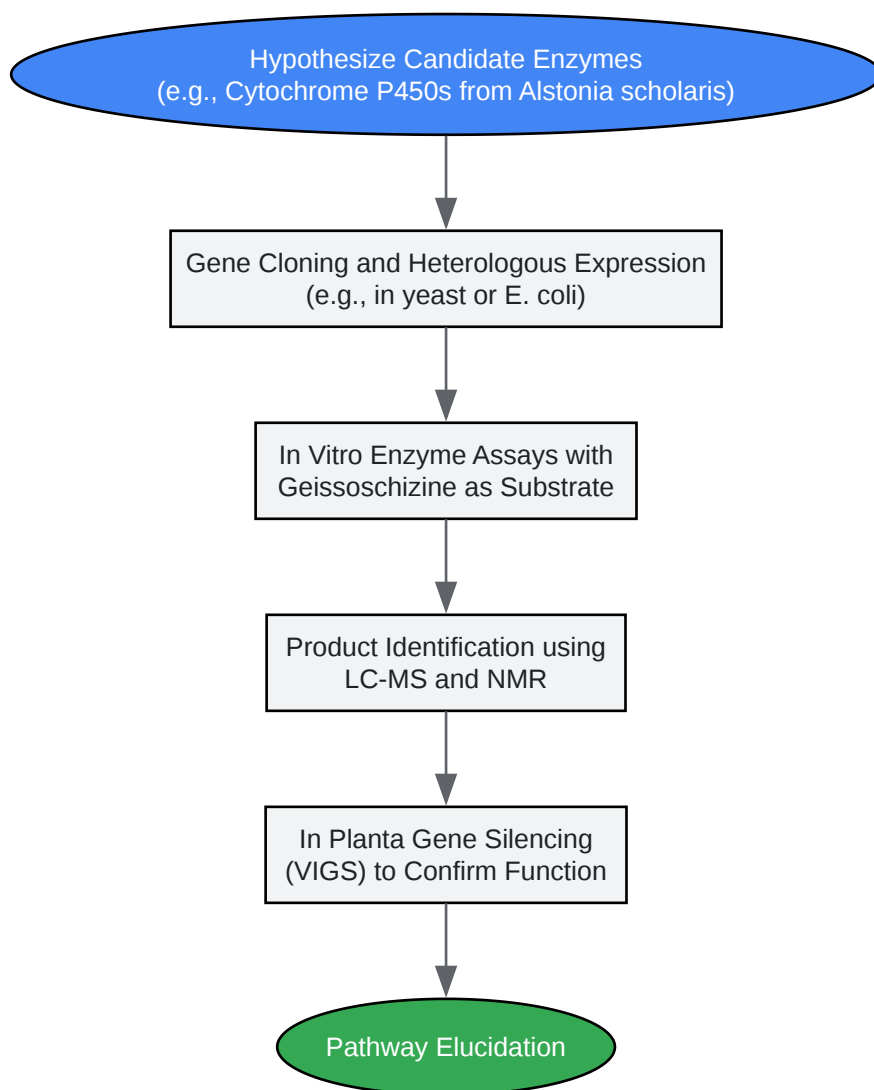 Hypothesize Candidate Enzymes
(e.g., Cytochrome P450s from Alstonia scholaris)
Gene Cloning and Heterologous Expression
(e.g., in yeast or E. coli)
In Vitro Enzyme Assays with
Geissoschizine as Substrate
Product Identification using
LC-MS and NMR
In Planta Gene Silencing
(VIGS) to Confirm Function
Pathway Elucidation